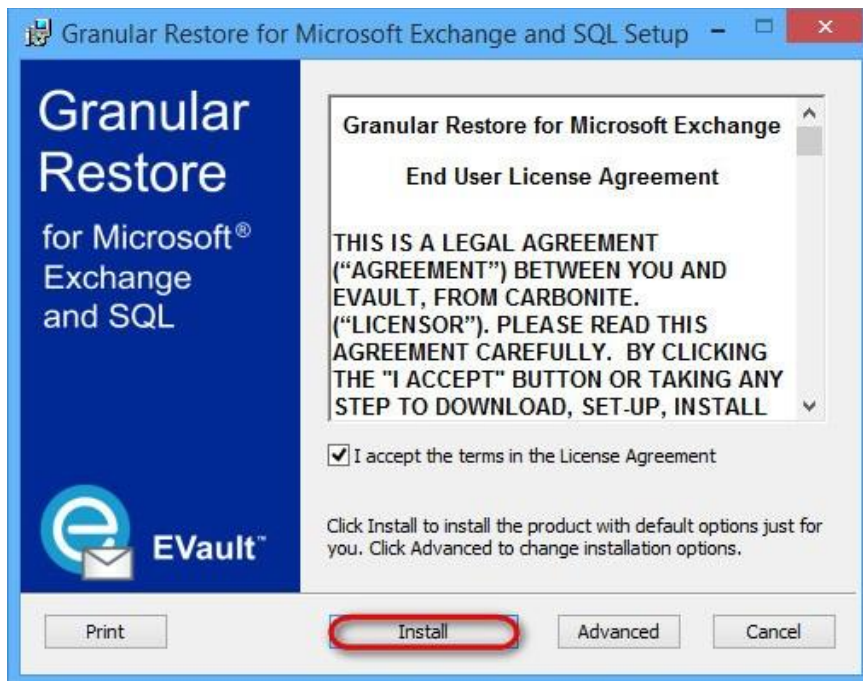 Granular Restore for Microsoft Exchange and SQL Setup
Granular
Restore
for Microsoft®
Exchange
and SQL
EVault™
Granular Restore for Microsoft Exchange
End User License Agreement
THIS IS A LEGAL AGREEMENT
(“AGREEMENT”) BETWEEN YOU AND
EVAULT, FROM CARBONITE.
(“LICENSOR”). PLEASE READ THIS
AGREEMENT CAREFULLY.  BY CLICKING
THE "I ACCEPT" BUTTON OR TAKING ANY
STEP TO DOWNLOAD, SET-UP, INSTALL
I accept the terms in the License Agreement
Click Install to install the product with default options just for
you. Click Advanced to change installation options.
Print
Install
Advanced
Cancel